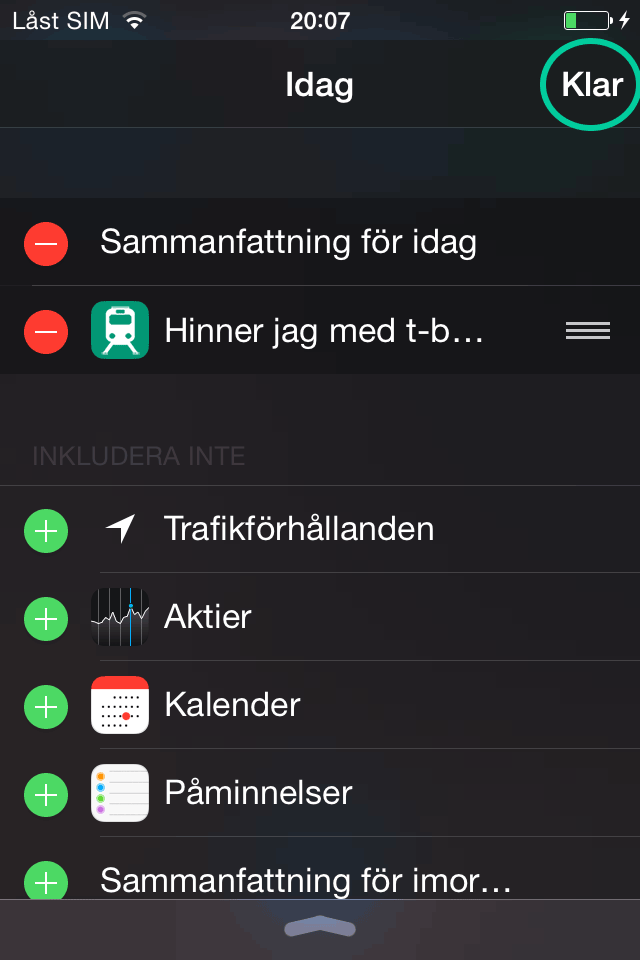 Låst SIM 20:07
Idag Klar
Sammanfattning för idag
Hinner jag med t-b...
INKLUDERA INTE
Trafikförhållanden
Aktier
Kalender
Påminnelser
Sammanfattning för imor...